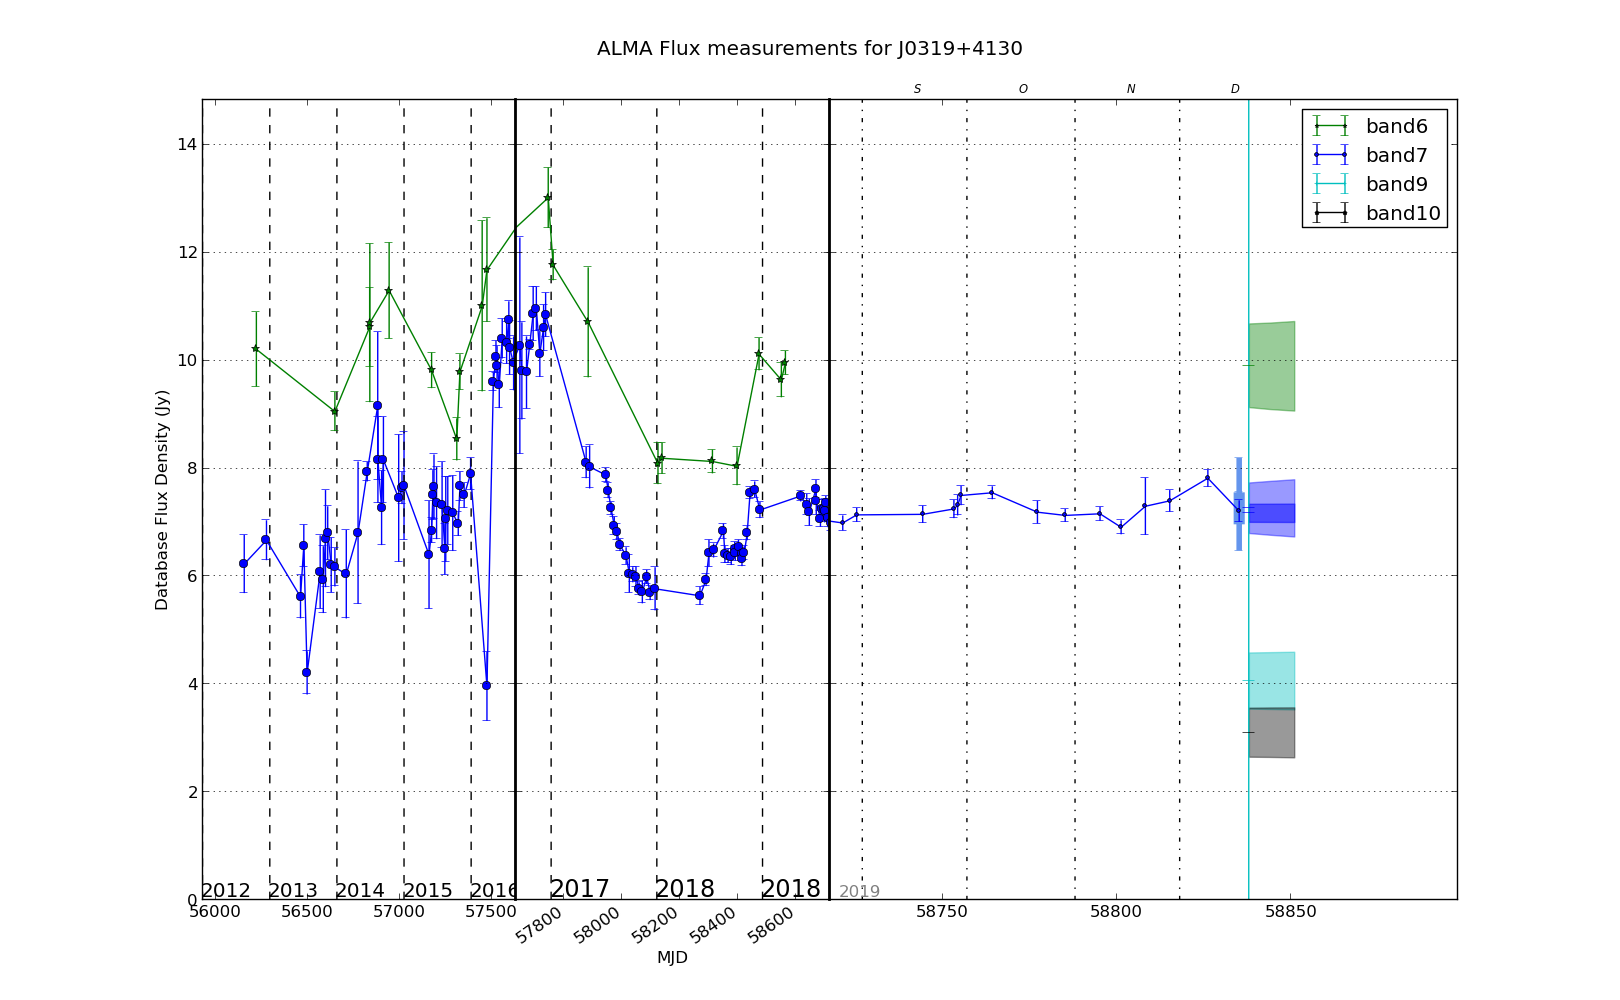 ALMA Flux measurements for J0319+4130
S O N D
band6
band7
band9
band10
14
12
10
8
6
4
2
0
Database Flux Density (Jy)
2012 2013 2014 2015 2016 2017 2018 2018 2019
56000 56500 57000 57500 57800 58000 58200 58400 58600 58750 58800 58850
MJD